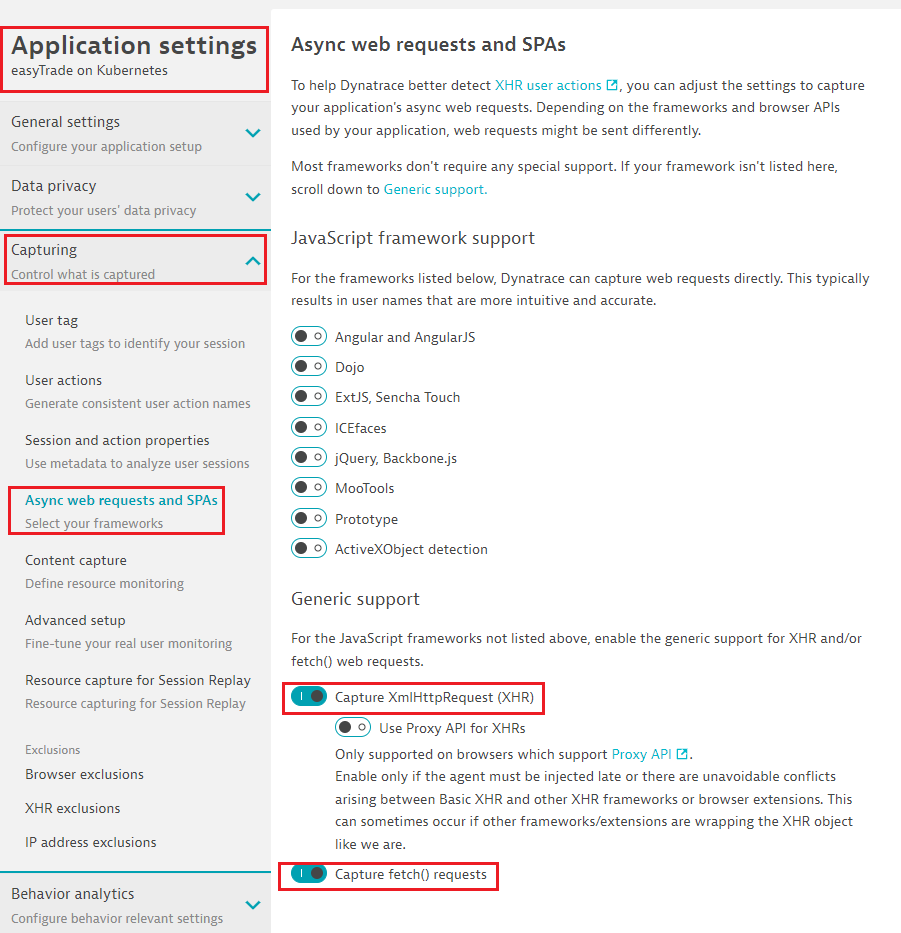 Application settings
easyTrade on Kubernetes
General settings
Configure your application setup
Data privacy
Protect your users' data privacy
Capturing
Control what is captured
User tag
Add user tags to identify your session
User actions
Generate consistent user action names
Session and action properties
Use metadata to analyze user sessions
Async web requests and SPAs
Select your frameworks
Content capture
Define resource monitoring
Advanced setup
Fine-tune your real user monitoring
Resource capture for Session Replay
Resource capturing for Session Replay
Exclusions
Browser exclusions
XHR exclusions
IP address exclusions
Behavior analytics
Configure behavior relevant settings
Async web requests and SPAs
To help Dynatrace better detect XHR user actions, you can adjust the settings to capture
your application's async web requests. Depending on the frameworks and browser APIs
used by your application, web requests might be sent differently.
Most frameworks don't require any special support. If your framework isn't listed here,
scroll down to Generic support.
JavaScript framework support
For the frameworks listed below, Dynatrace can capture web requests directly. This typically
results in user names that are more intuitive and accurate.
Angular and AngularJS
Dojo
ExtJS, Sencha Touch
ICEfaces
jQuery, Backbone.js
MooTools
Prototype
ActiveXObject detection
Generic support
For the JavaScript frameworks not listed above, enable the generic support for XHR and/or
fetch() web requests.
Capture XmlHttpRequest (XHR)
Use Proxy API for XHRs
Only supported on browsers which support Proxy API.
Enable only if the agent must be injected late or there are unavoidable conflicts
arising between Basic XHR and other XHR frameworks or browser extensions. This
can sometimes occur if other frameworks/extensions are wrapping the XHR object
like we are.
Capture fetch() requests